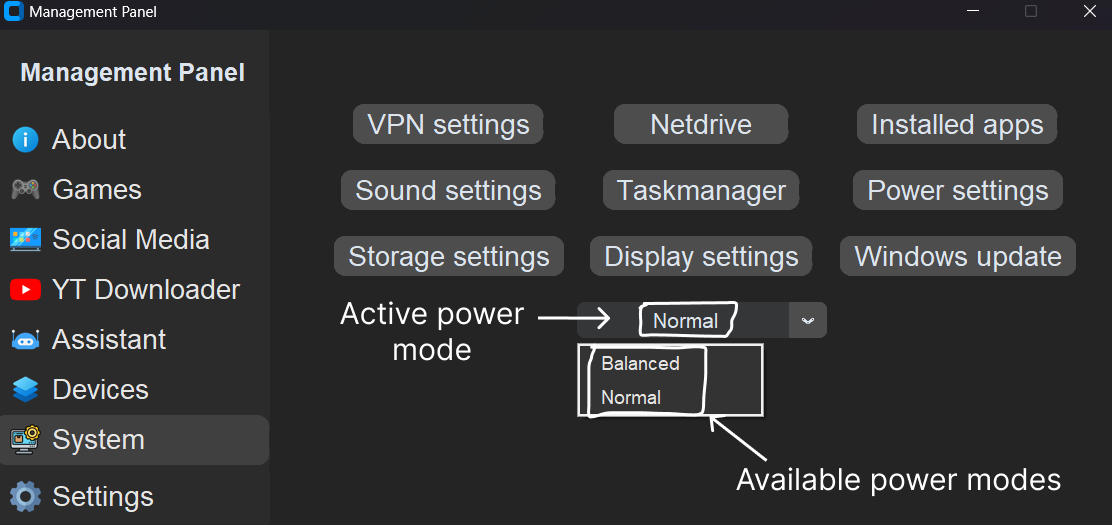 Management Panel
Management Panel
About
Games
Social Media
YT Downloader
Assistant
Devices
System
Settings
VPN settings
Netdrive
Installed apps
Sound settings
Taskmanager
Power settings
Storage settings
Display settings
Windows update
Active power
mode
Normal
Balanced
Normal
Available power modes